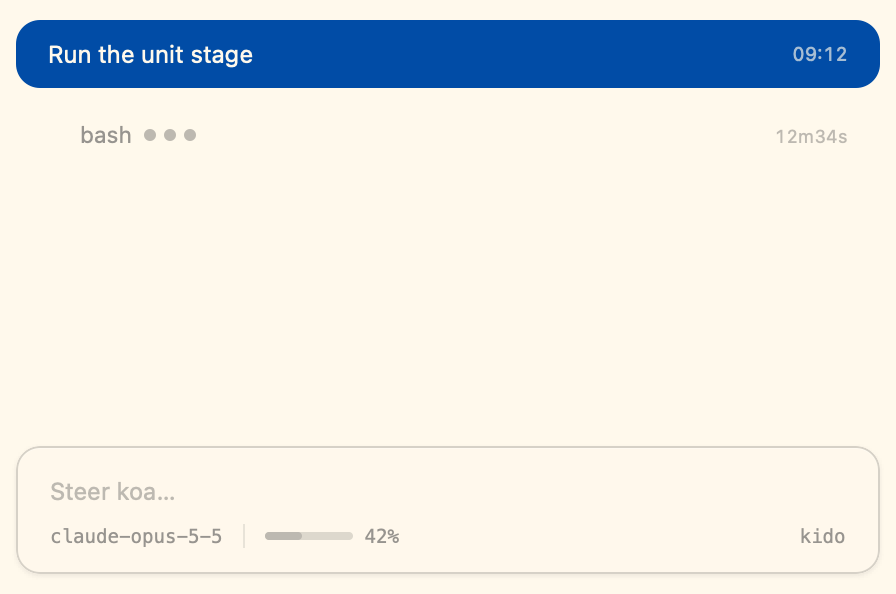 Run the unit stage 09:12
bash 12m34s
Steer koa...
claude-opus-5-5 42% kido